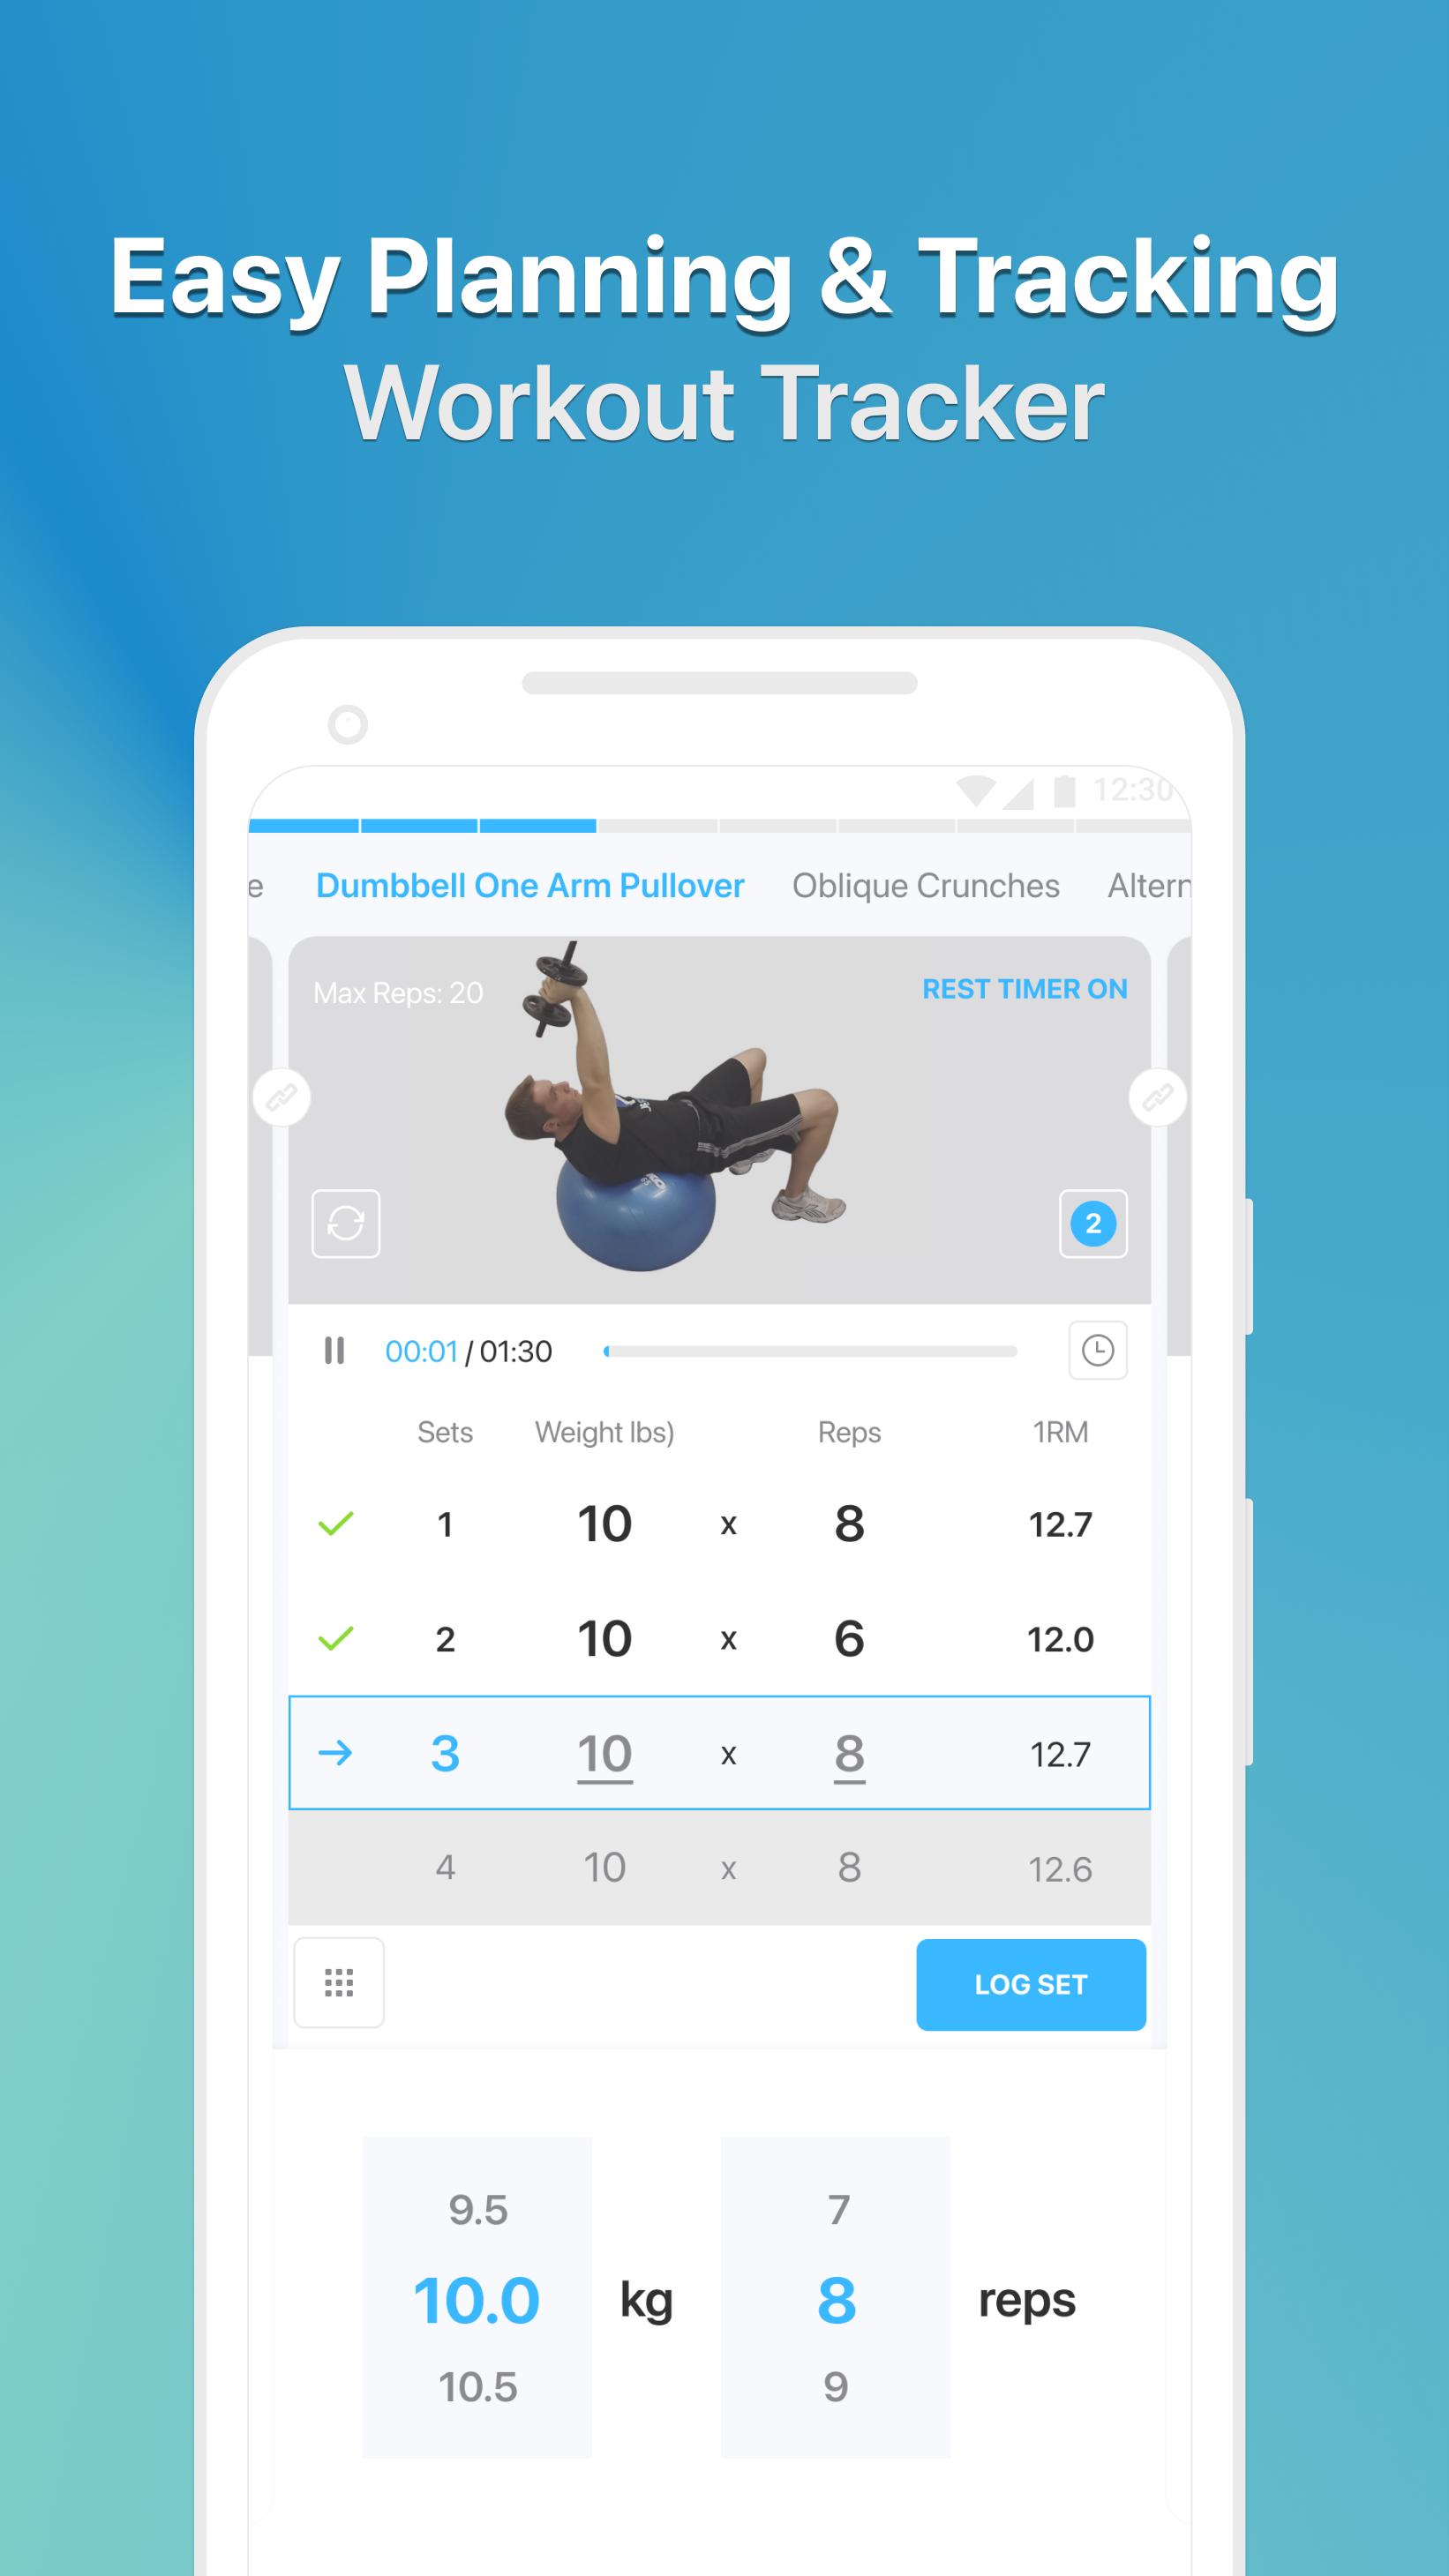 Easy Planning & Tracking
Workout Tracker
12:30
e Dumbbell One Arm Pullover Oblique Crunches Altern
Max Reps: 20 REST TIMER ON
2
00:01 / 01:30
Sets Weight lbs) Reps 1RM
1 10 x 8 12.7
2 10 x 6 12.0
3 10 x 8 12.7
4 10 x 8 12.6
LOG SET
9.5 7
10.0 kg 8 reps
10.5 9